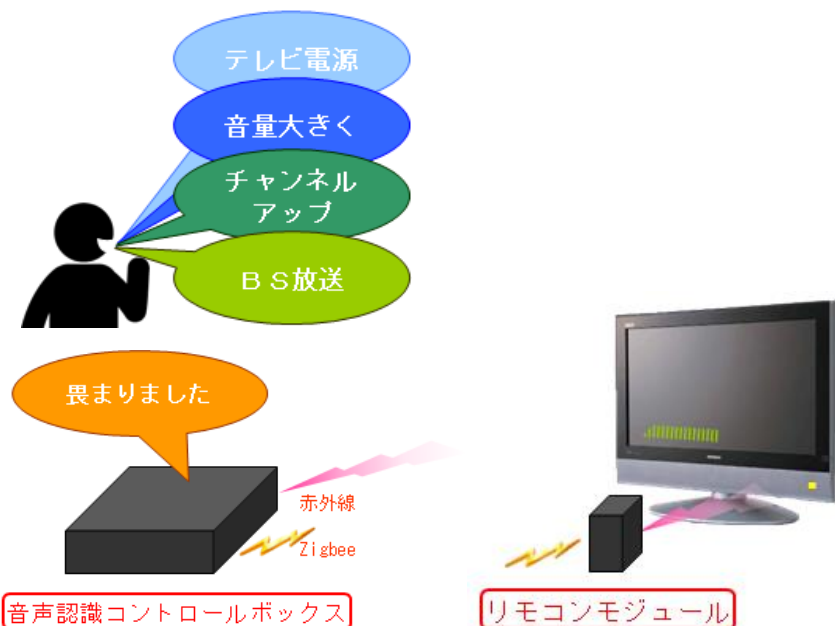 テレビ電源
音量大きく
チャンネル
アップ
ＢＳ放送
畏まりました
赤外線
Zigbee
音声認識コントロールボックス
リモコンモジュール